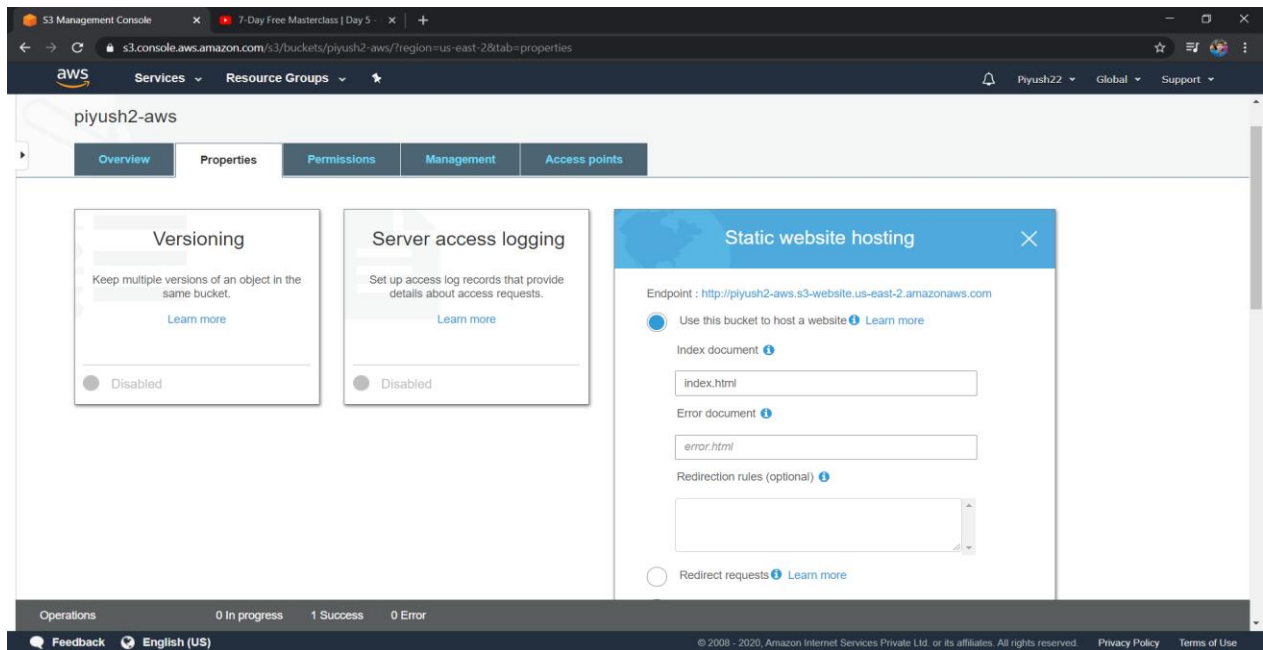 S3 Management Console
7-Day Free Masterclass | Day 5 -
s3.console.aws.amazon.com/s3/buckets/piyush2-aws/?region=us-east-2&tab=properties
aws Services Resource Groups Piyush22 Global Support
piyush2-aws
Overview Properties Permissions Management Access points
Versioning
Keep multiple versions of an object in the
same bucket.
Learn more
Disabled
Server access logging
Set up access log records that provide
details about access requests.
Learn more
Disabled
Static website hosting
Endpoint : http://piyush2-aws.s3-website.us-east-2.amazonaws.com
Use this bucket to host a website Learn more
Index document
index.html
Error document
error.html
Redirection rules (optional)
Redirect requests Learn more
Operations 0 In progress 1 Success 0 Error
Feedback English (US) © 2008 - 2020, Amazon Internet Services Private Ltd. or its affiliates. All rights reserved. Privacy Policy Terms of Use